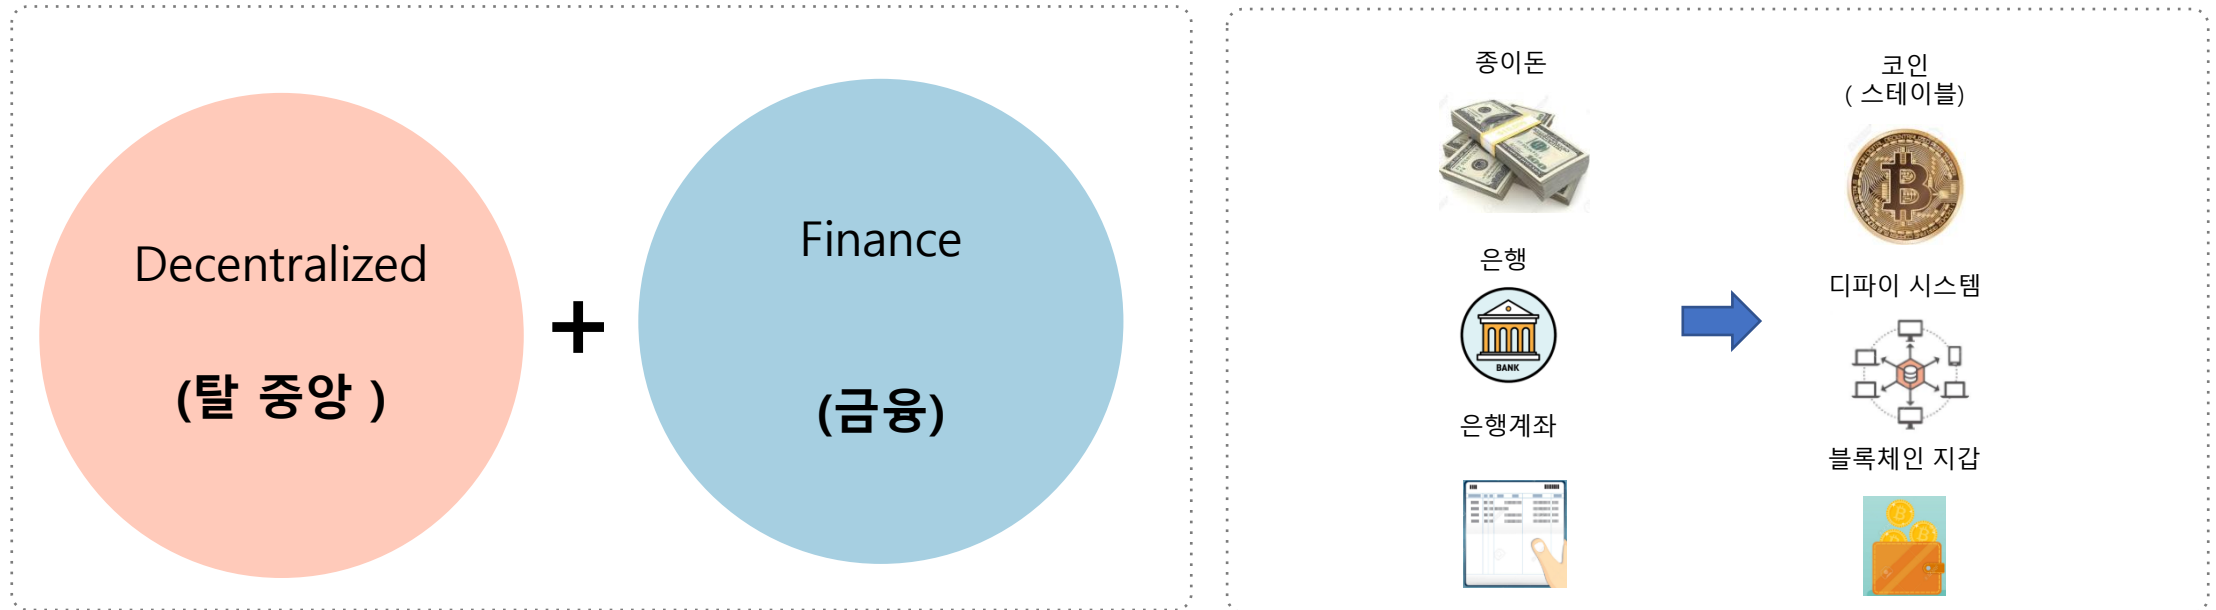 Decentralized
(탈 중앙 )
+
Finance
(금융)
종이돈
은행
BANK
은행계좌
코인
( 스테이블)
디파이 시스템
블록체인 지갑